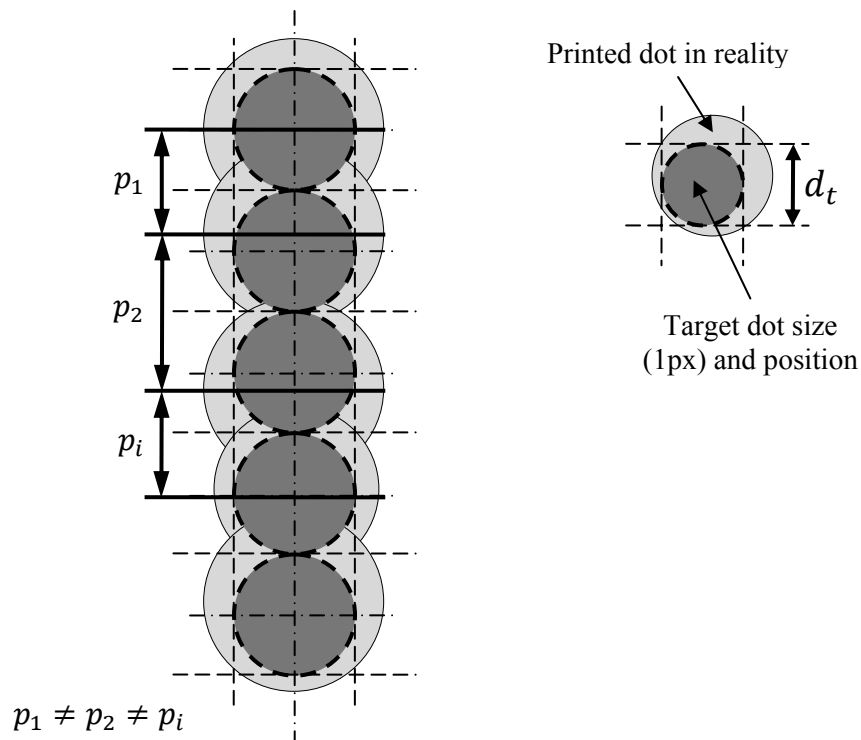 Printed dot in reality
p₁
dₜ
p₂
Target dot size
(1px) and position
pᵢ
p₁ ≠ p₂ ≠ pᵢ